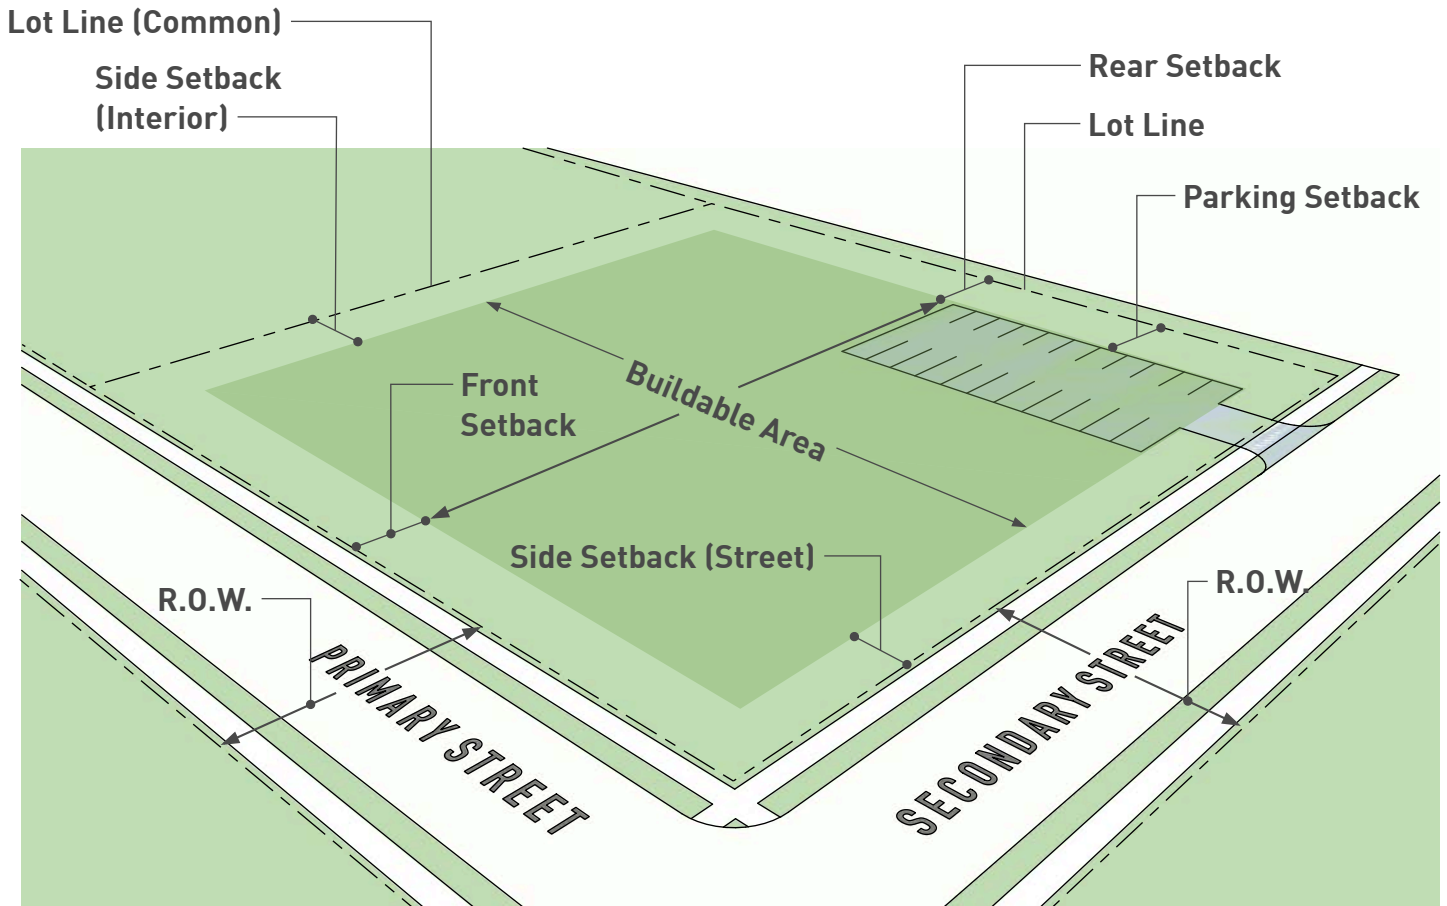 Lot Line (Common)
Side Setback
(Interior)
Rear Setback
Lot Line
Parking Setback
Front
Setback
Buildable Area
Side Setback (Street)
R.O.W.
R.O.W.
PRIMARY STREET
SECONDARY STREET